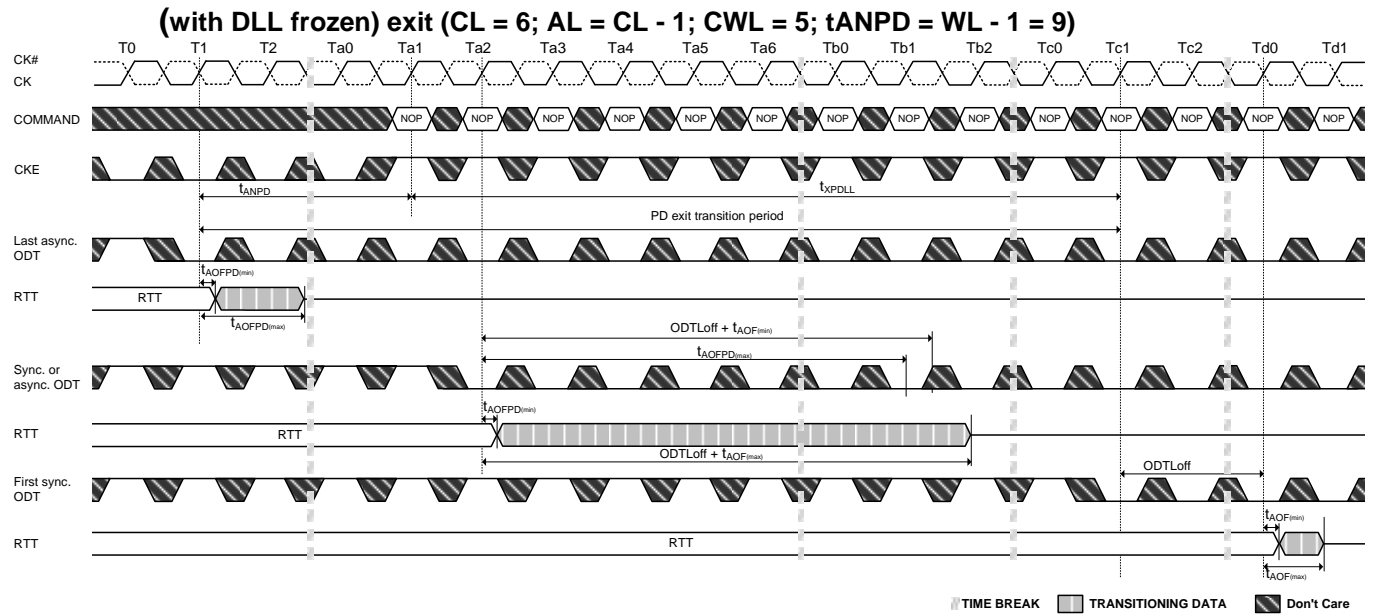 (with DLL frozen) exit (CL = 6; AL = CL - 1; CWL = 5; tANPD = WL - 1 = 9)
T0 T1 T2 Ta0 Ta1 Ta2 Ta3 Ta4 Ta5 Ta6 Tb0 Tb1 Tb2 Tc0 Tc1 Tc2 Td0 Td1
CK#
CK
COMMAND NOP NOP NOP NOP NOP NOP NOP NOP NOP NOP NOP NOP NOP NOP
CKE
tANPD tXPDLL
PD exit transition period
Last async.
ODT
tAOFPD(min)
RTT RTT
tAOFPD(max)
ODTLoff + tAOF(min)
tAOFPD(max)
Sync. or
async. ODT
tAOFPD(min)
RTT RTT
ODTLoff + tAOF(max)
ODTLoff
First sync.
ODT
tAOF(min)
RTT RTT
tAOF(max)
TIME BREAK TRANSITIONING DATA Don't Care